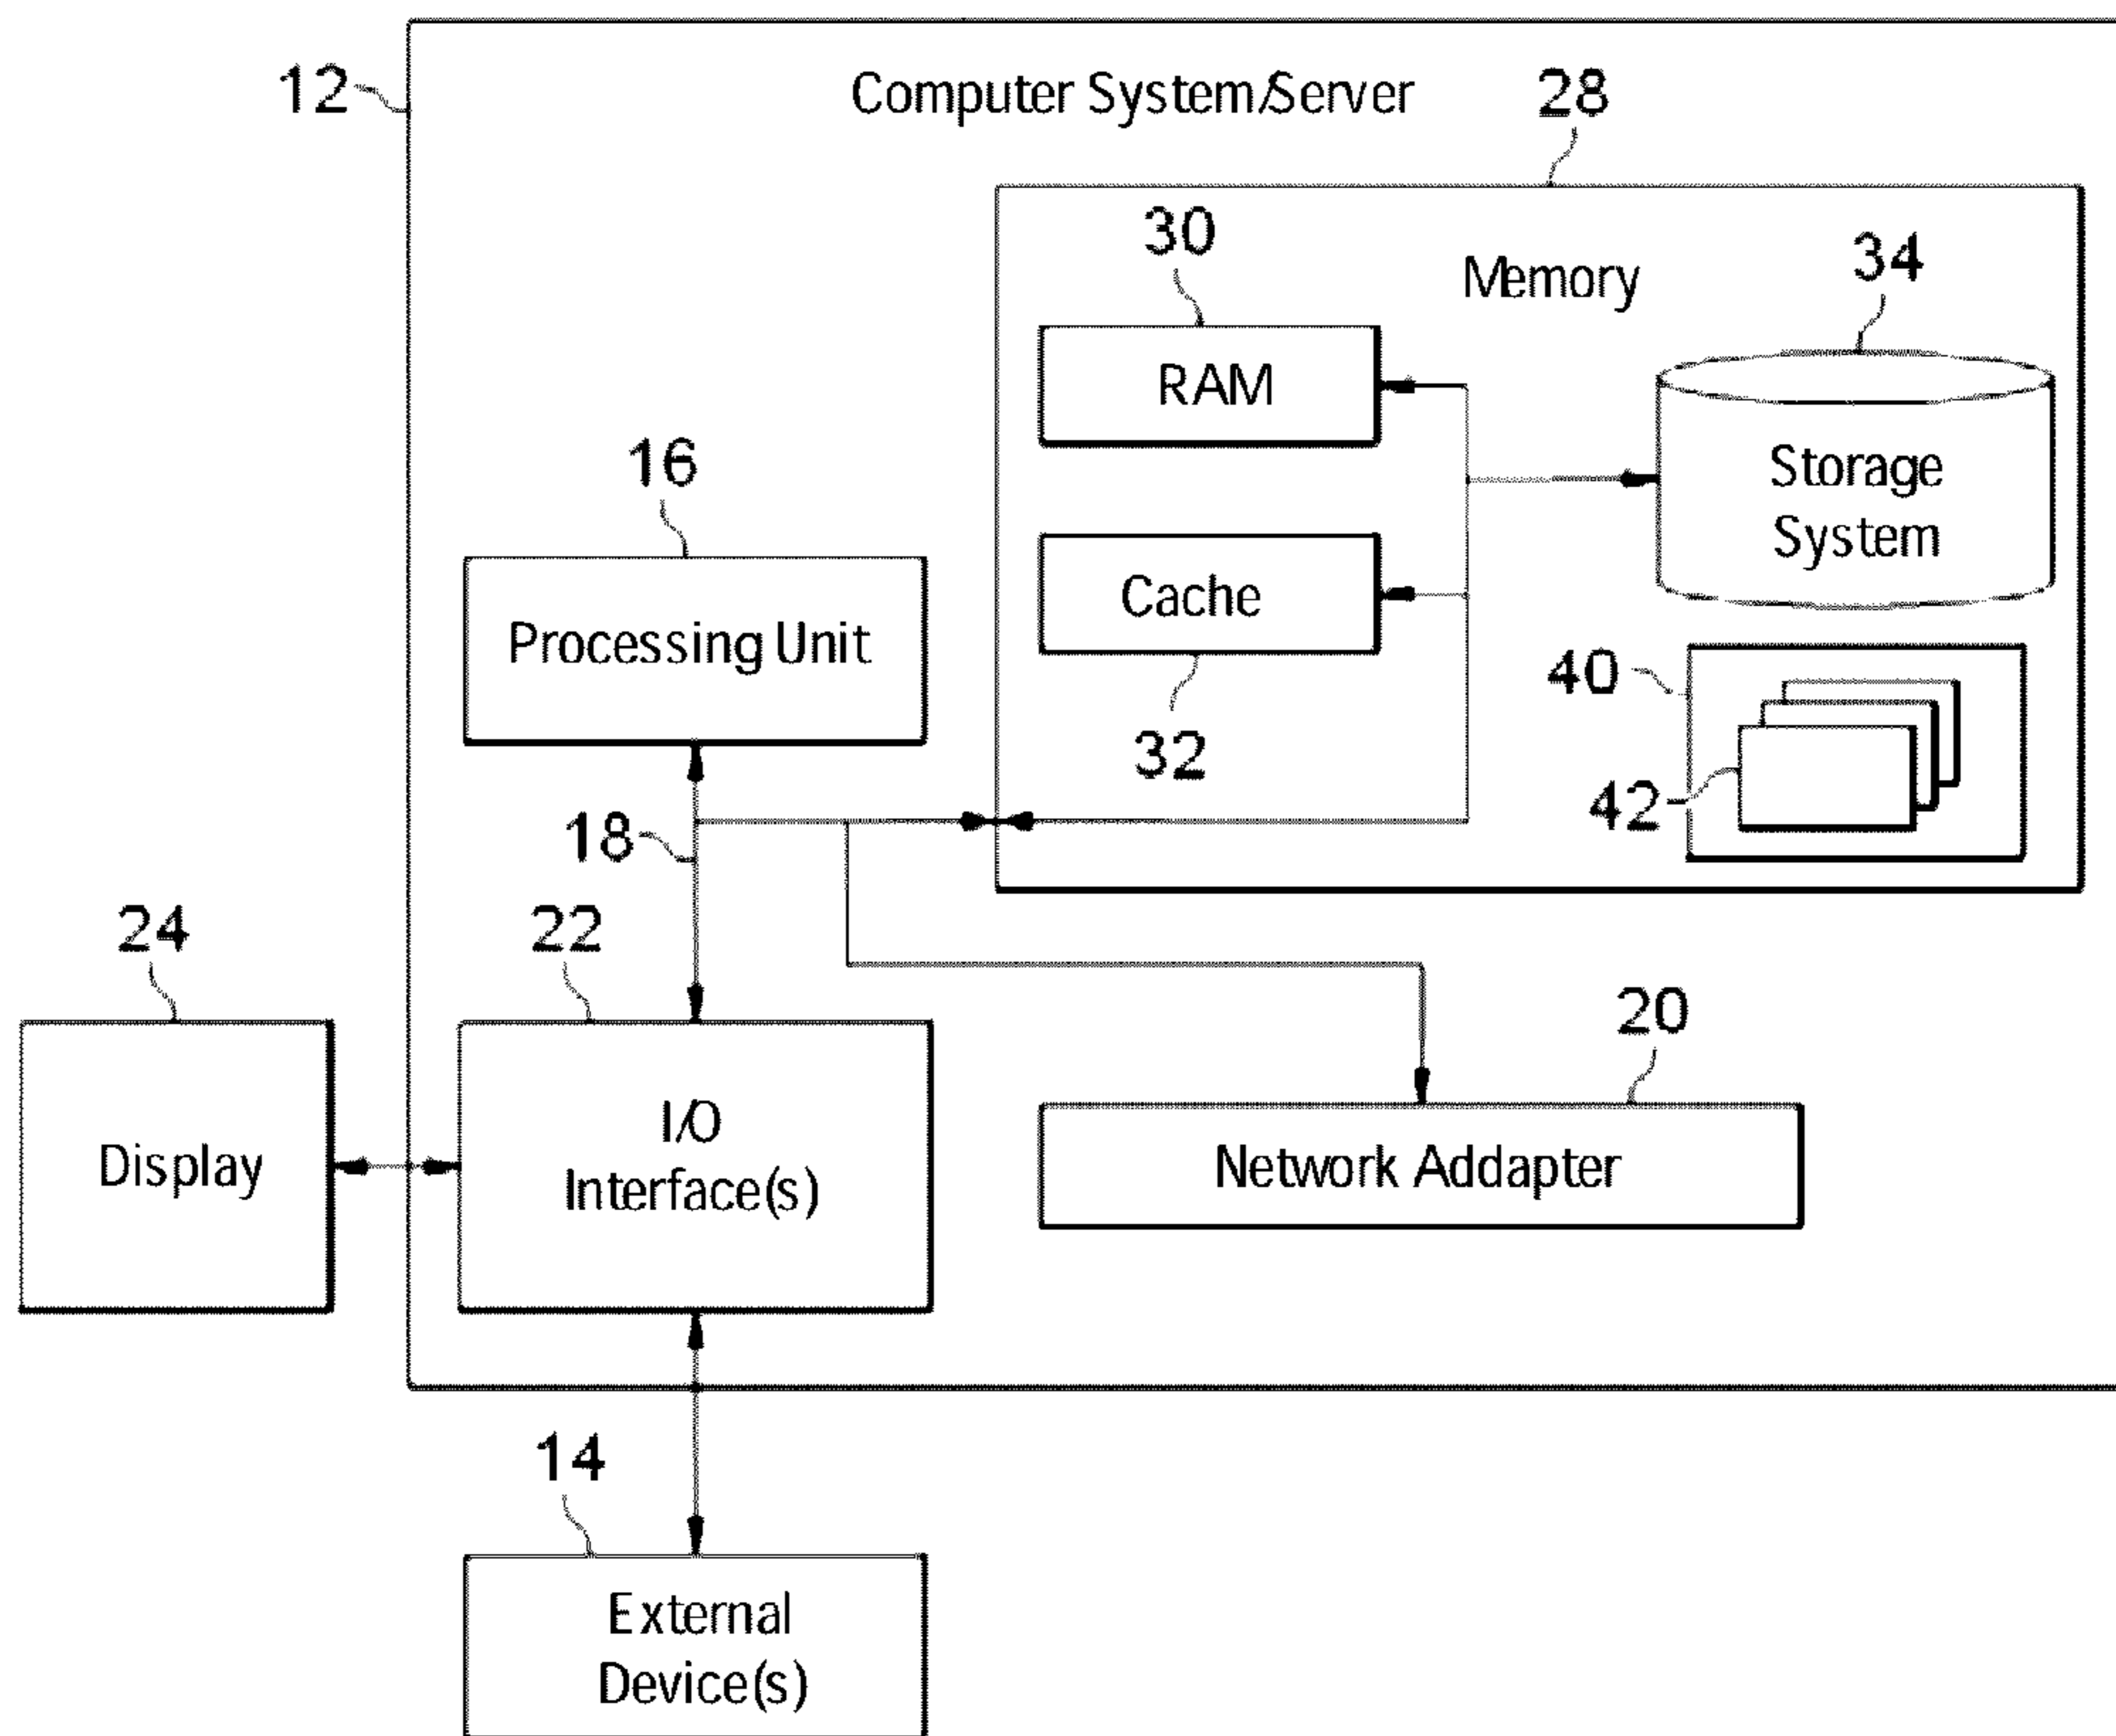 12
Computer System/Server
28
30
Memory
34
RAM
16
Storage
System
Processing Unit
Cache
40
32
42
18
24
22
20
Display
I/O
Interface(s)
Network Addapter
14
External
Device(s)